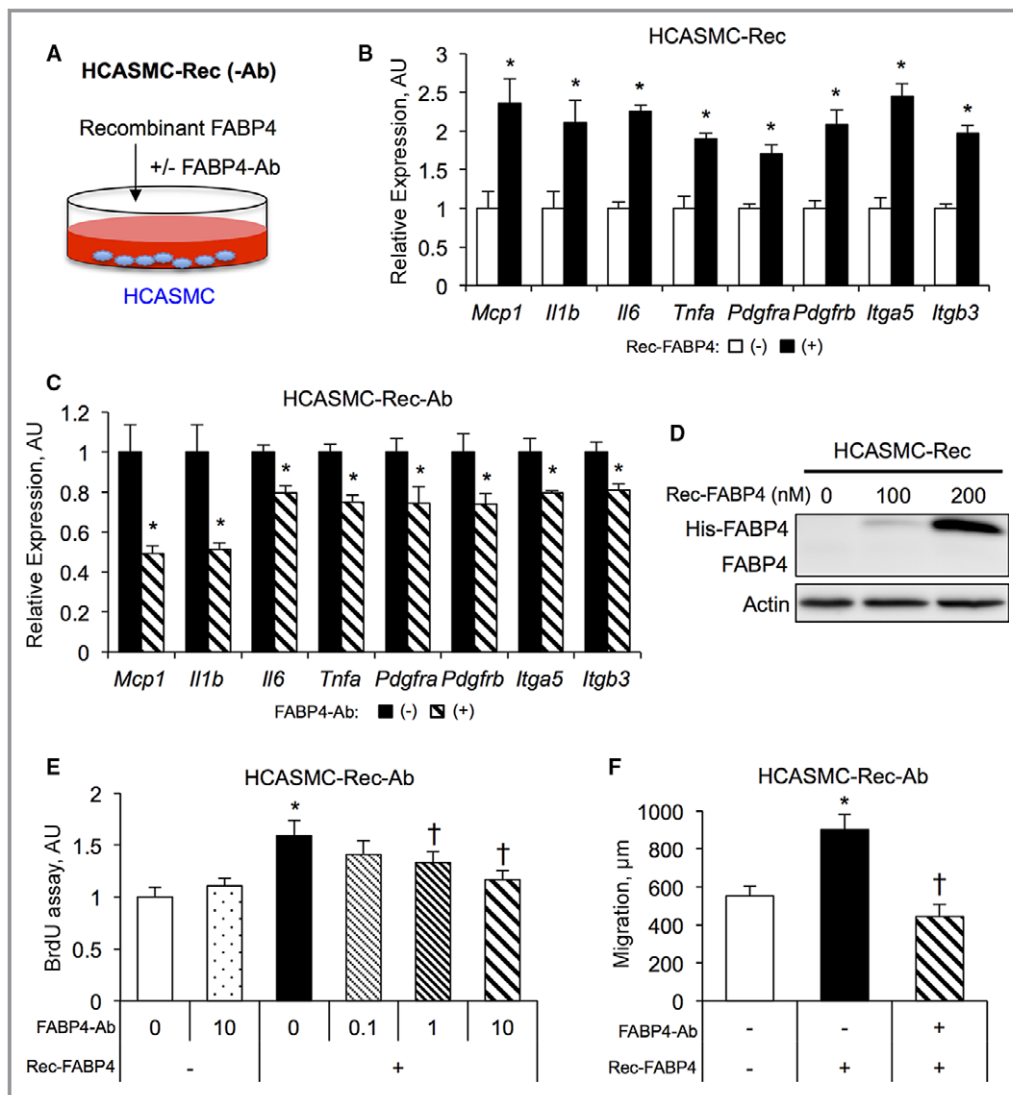 A
HCASMC-Rec (-Ab)
Recombinant FABP4
+/- FABP4-Ab
HCASMC
B
HCASMC-Rec
Relative Expression, AU
3
2.5
2
1.5
1
0.5
0
* * * * * * * *
Mcp1 Il1b Il6 Tnfa Pdgfra Pdgfrb Itga5 Itgb3
Rec-FABP4: (-) (+)
C
HCASMC-Rec-Ab
Relative Expression, AU
1.2
1
0.8
0.6
0.4
0.2
0
* * * * * * * *
Mcp1 Il1b Il6 Tnfa Pdgfra Pdgfrb Itga5 Itgb3
FABP4-Ab: (-) (+)
D
HCASMC-Rec
Rec-FABP4 (nM) 0 100 200
His-FABP4
FABP4
Actin
E
HCASMC-Rec-Ab
BrdU assay, AU
2
1.5
1
0.5
0
* † †
FABP4-Ab 0 10 0 0.1 1 10
Rec-FABP4 - +
F
HCASMC-Rec-Ab
Migration, µm
1000
800
600
400
200
0
* †
FABP4-Ab - - +
Rec-FABP4 - + +